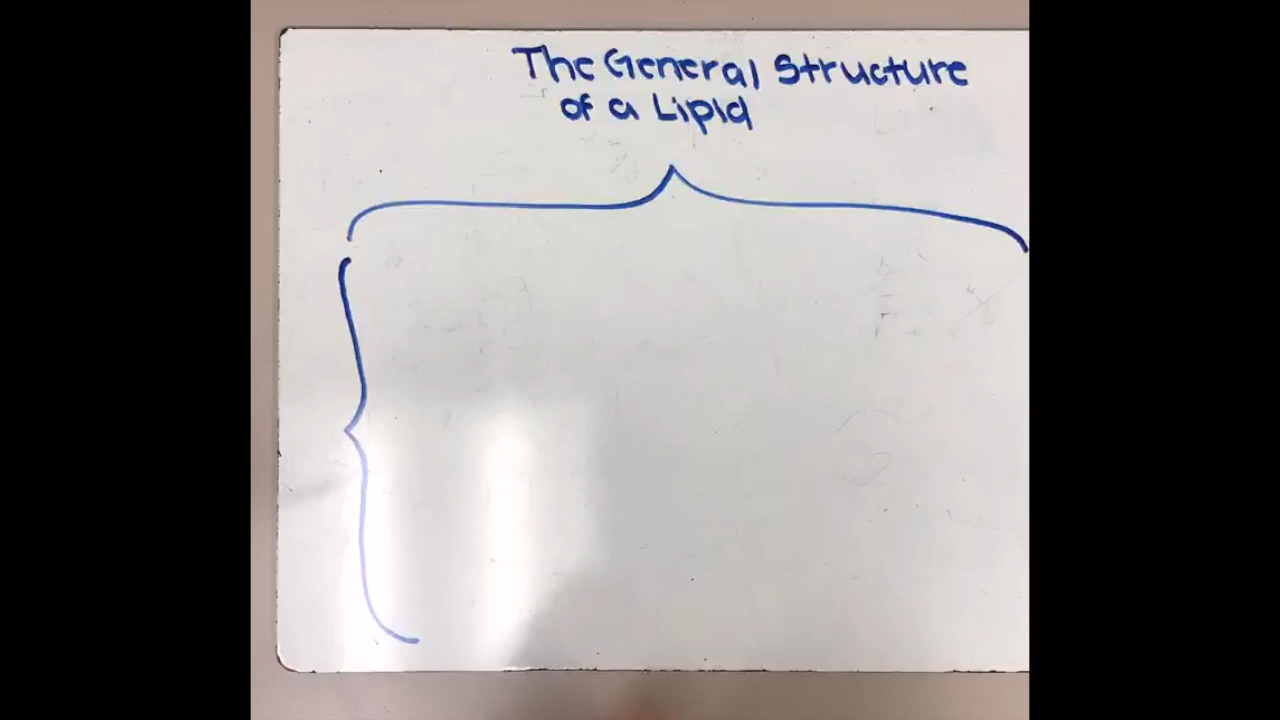 The General Structure
of a Lipid